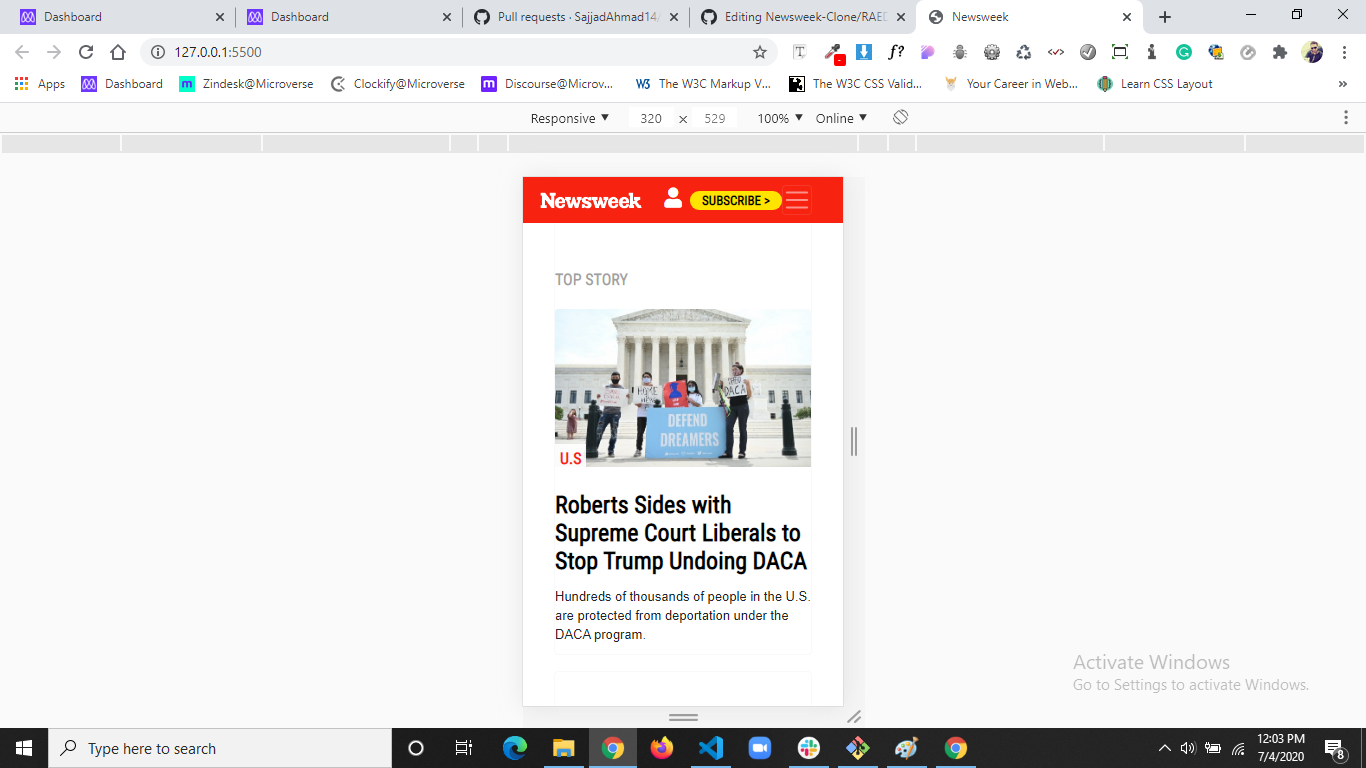 Dashboard
Dashboard
Pull requests · SajjadAhmad14/
Editing Newsweek-Clone/RAED
Newsweek
127.0.0.1:5500
Apps
Dashboard
Zindesk@Microverse
Clockify@Microverse
Discourse@Microv...
The W3C Markup V...
The W3C CSS Valid...
Your Career in Web...
Learn CSS Layout
»
Responsive ▼
320 × 529
100% ▼
Online ▼
Newsweek
SUBSCRIBE >
TOP STORY
HOME
DEFEND
DACA
DEFEND
DREAMERS
U.S
Roberts Sides with
Supreme Court Liberals to
Stop Trump Undoing DACA
Hundreds of thousands of people in the U.S.
are protected from deportation under the
DACA program.
Activate Windows
Go to Settings to activate Windows.
Type here to search
12:03 PM
7/4/2020
8